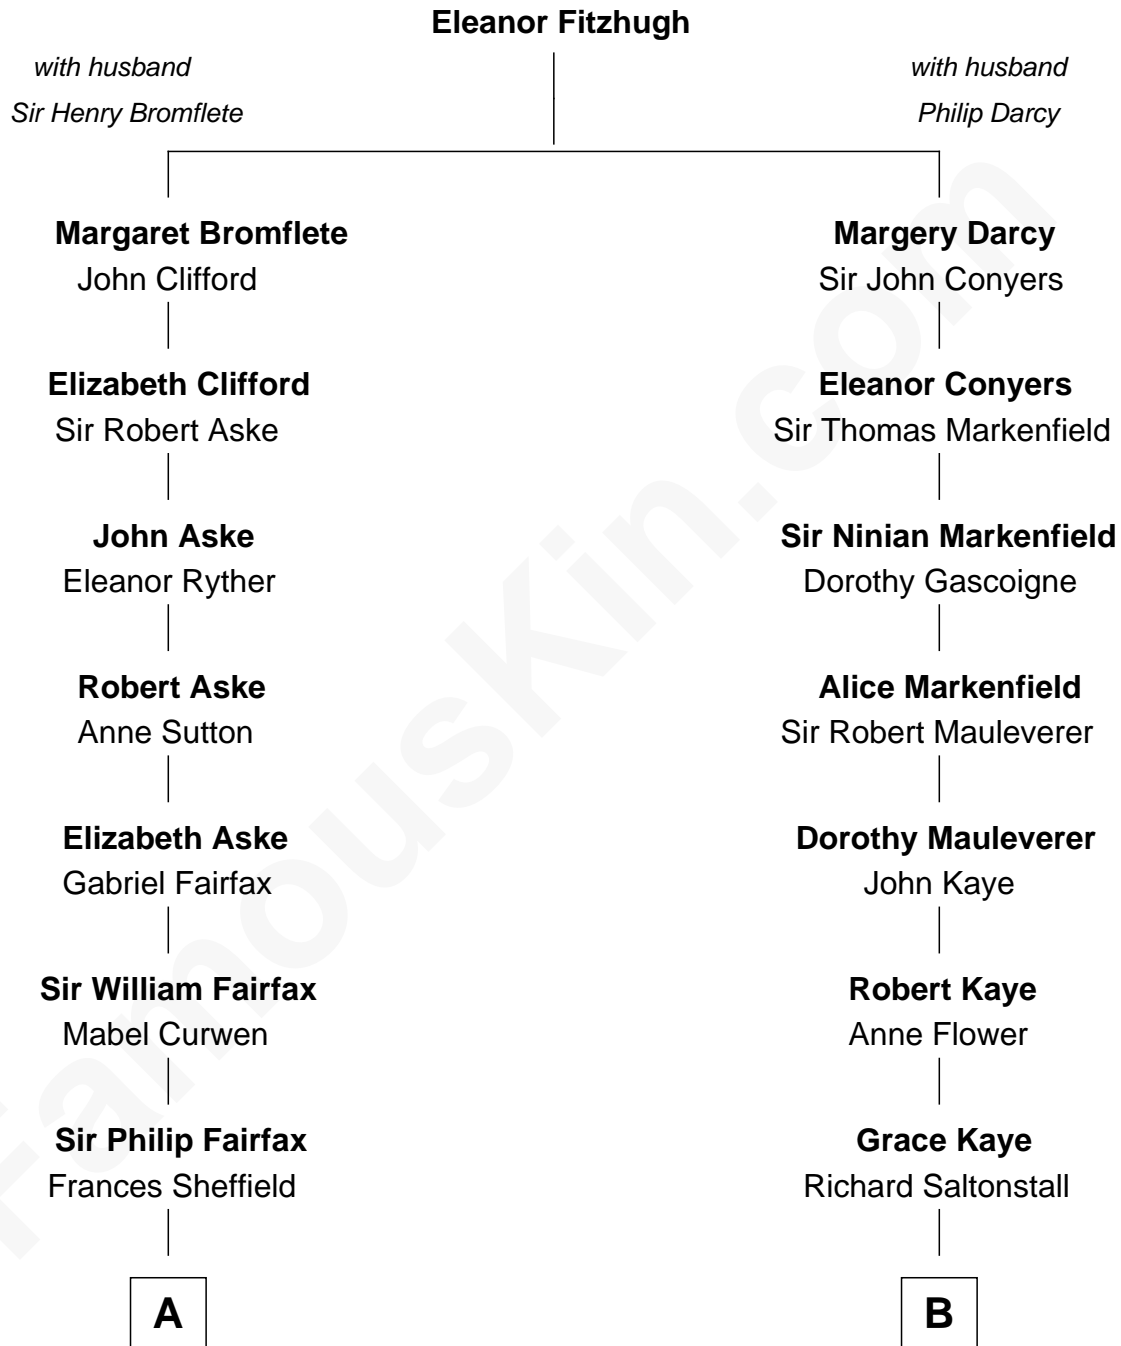 Eleanor Fitzhugh
with husband
Sir Henry Bromflete
with husband
Philip Darcy
Margaret Bromflete
John Clifford
Margery Darcy
Sir John Conyers
Elizabeth Clifford
Sir Robert Aske
Eleanor Conyers
Sir Thomas Markenfield
John Aske
Eleanor Ryther
Sir Ninian Markenfield
Dorothy Gascoigne
Robert Aske
Anne Sutton
Alice Markenfield
Sir Robert Mauleverer
Elizabeth Aske
Gabriel Fairfax
Dorothy Mauleverer
John Kaye
Sir William Fairfax
Mabel Curwen
Robert Kaye
Anne Flower
Sir Philip Fairfax
Frances Sheffield
Grace Kaye
Richard Saltonstall
A
B
FamousKin.com